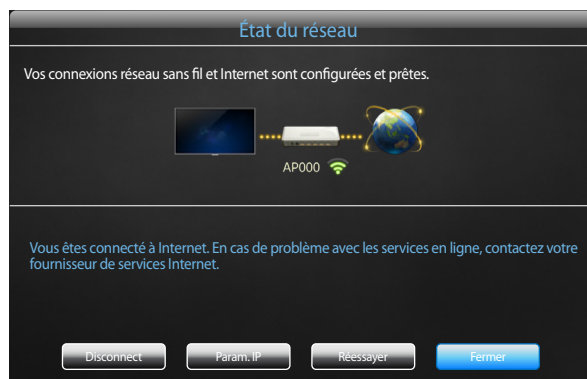 État du réseau
Vos connexions réseau sans fil et Internet sont configurées et prêtes.
AP000
Vous êtes connecté à Internet. En cas de problème avec les services en ligne, contactez votre
fournisseur de services Internet.
Disconnect Param. IP Réessayer Fermer